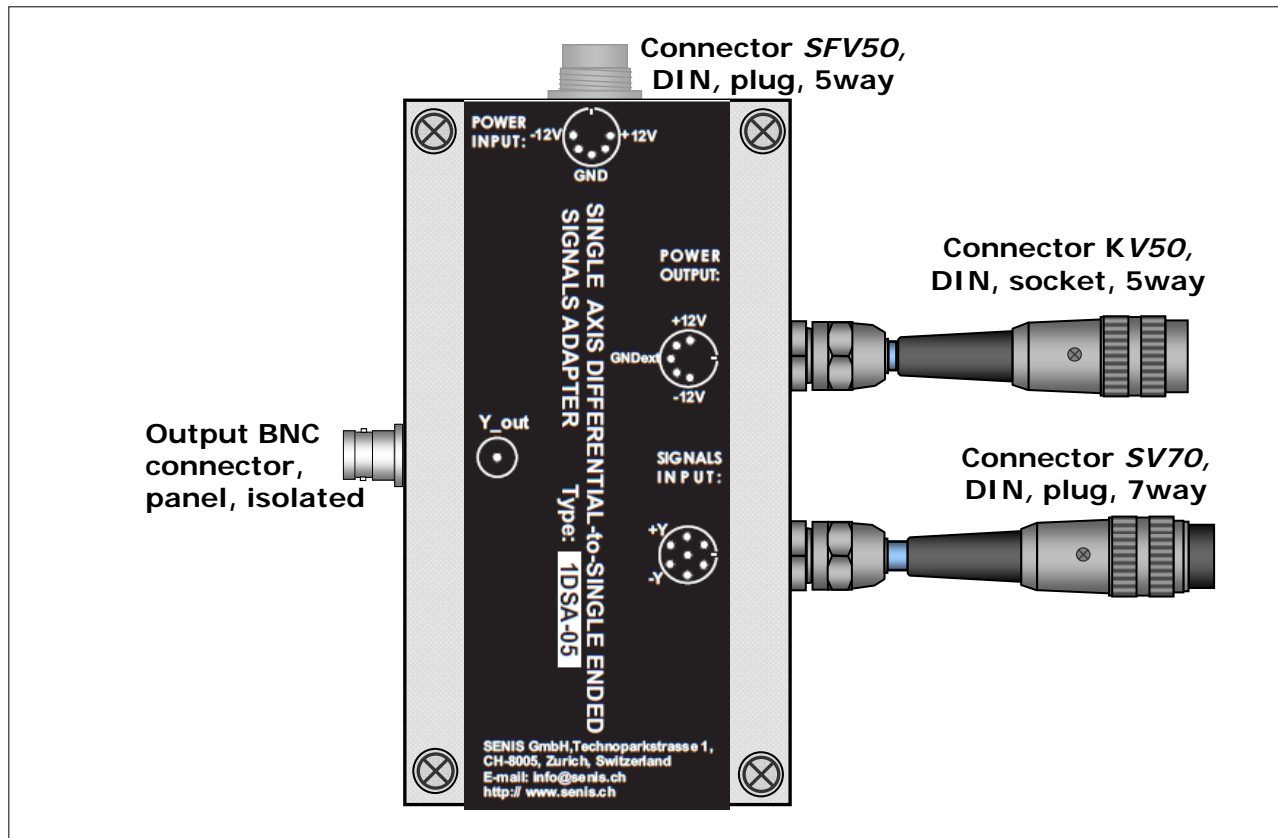 Connector SFV50,
DIN, plug, 5way
POWER
INPUT:
-12V
+12V
GND
SINGLE AXIS DIFFERENTIAL-to-SINGLE ENDED
SIGNALS ADAPTER Type: 1DSA-05
POWER
OUTPUT:
+12V
GNDext
-12V
Connector KV50,
DIN, socket, 5way
Output BNC
connector,
panel, isolated
Y_out
SIGNALS
INPUT:
+Y
-Y
Connector SV70,
DIN, plug, 7way
SENIS GmbH,Technoparkstrasse 1,
CH-8005, Zurich, Switzerland
E-mail: info@senis.ch
http:// www.senis.ch